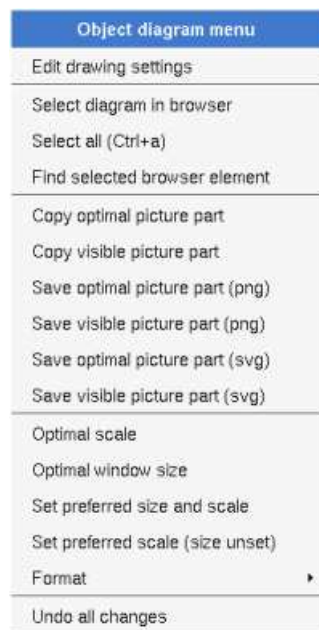 Object diagram menu
Edit drawing settings
Select diagram in browser
Select all (Ctrl+a)
Find selected browser element
Copy optimal picture part
Copy visible picture part
Save optimal picture part (png)
Save visible picture part (png)
Save optimal picture part (svg)
Save visible picture part (svg)
Optimal scale
Optimal window size
Set preferred size and scale
Set preferred scale (size unset)
Format
Undo all changes